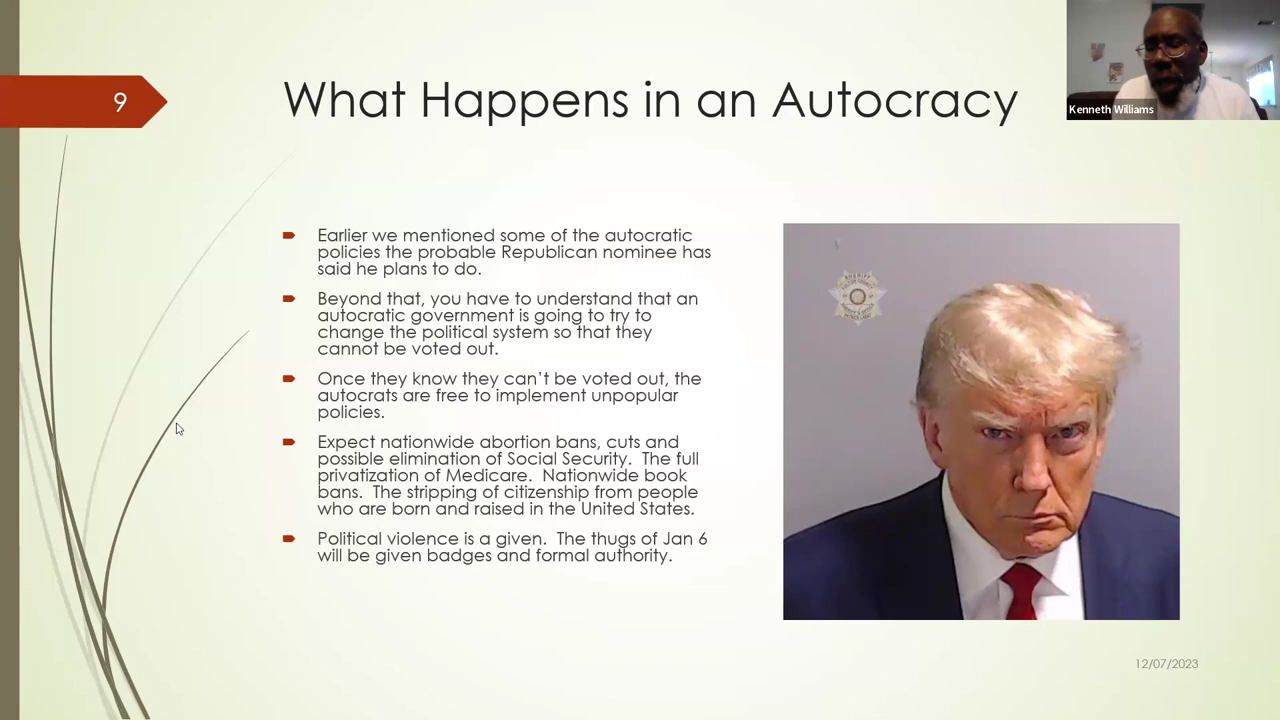 9
What Happens in an Autocracy
Kenneth Williams
Earlier we mentioned some of the autocratic
policies the probable Republican nominee has
said he plans to do.
Beyond that, you have to understand that an
autocratic government is going to try to
change the political system so that they
cannot be voted out.
Once they know they can't be voted out, the
autocrats are free to implement unpopular
policies.
Expect nationwide abortion bans, cuts and
possible elimination of Social Security.  The full
privatization of Medicare.  Nationwide book
bans.  The stripping of citizenship from people
who are born and raised in the United States.
Political violence is a given.  The thugs of Jan 6
will be given badges and formal authority.
12/07/2023